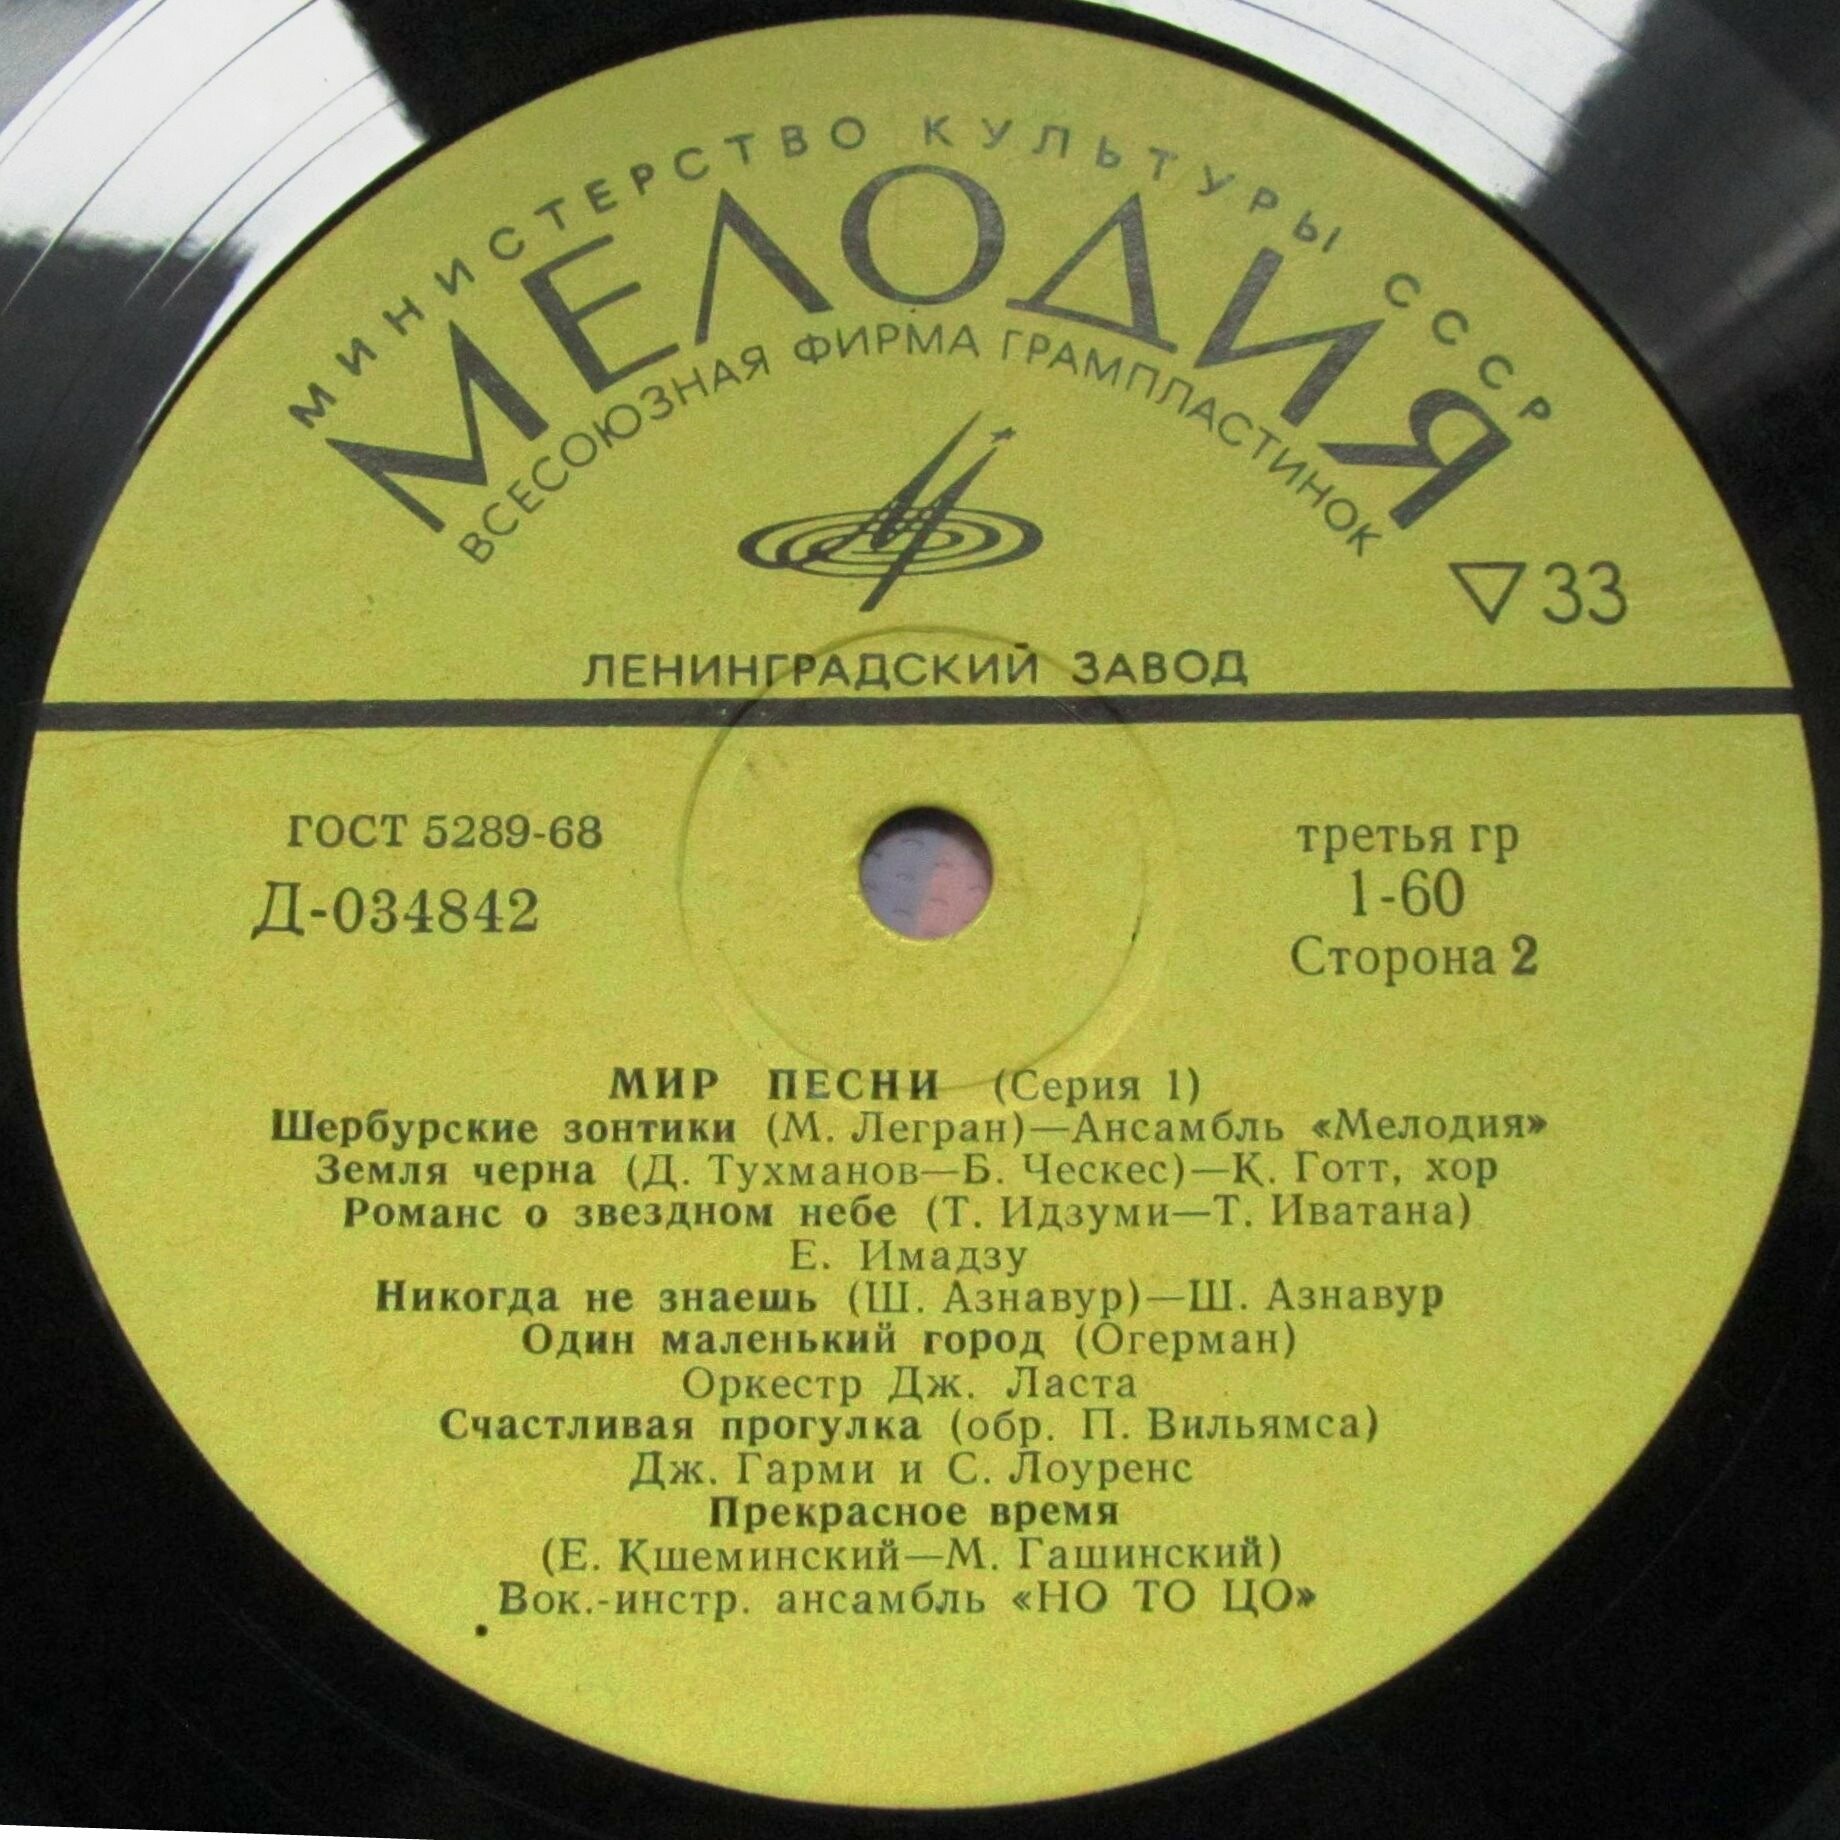 МИНИСТЕРСТВО КУЛЬТУРЫ СССР
МЕЛОДИЯ
ВСЕСОЮЗНАЯ ФИРМА ГРАМПЛАСТИНОК
▽33
ЛЕНИНГРАДСКИЙ ЗАВОД
ГОСТ 5289-68
Д-034842
третья гр
1-60
Сторона 2
МИР ПЕСНИ (Серия 1)
Шербурские зонтики (М. Легран)—Ансамбль «Мелодия»
Земля черна (Д. Тухманов—Б. Ческес)—К. Готт, хор
Романс о звездном небе (Т. Идзуми—Т. Иватана)
Е. Имадзу
Никогда не знаешь (Ш. Азнавур)—Ш. Азнавур
Один маленький город (Огерман)
Оркестр Дж. Ласта
Счастливая прогулка (обр. П. Вильямса)
Дж. Гарми и С. Лоуренс
Прекрасное время
(Е. Кшеминский—М. Гашинский)
Вок.-инстр. ансамбль «НО ТО ЦО»